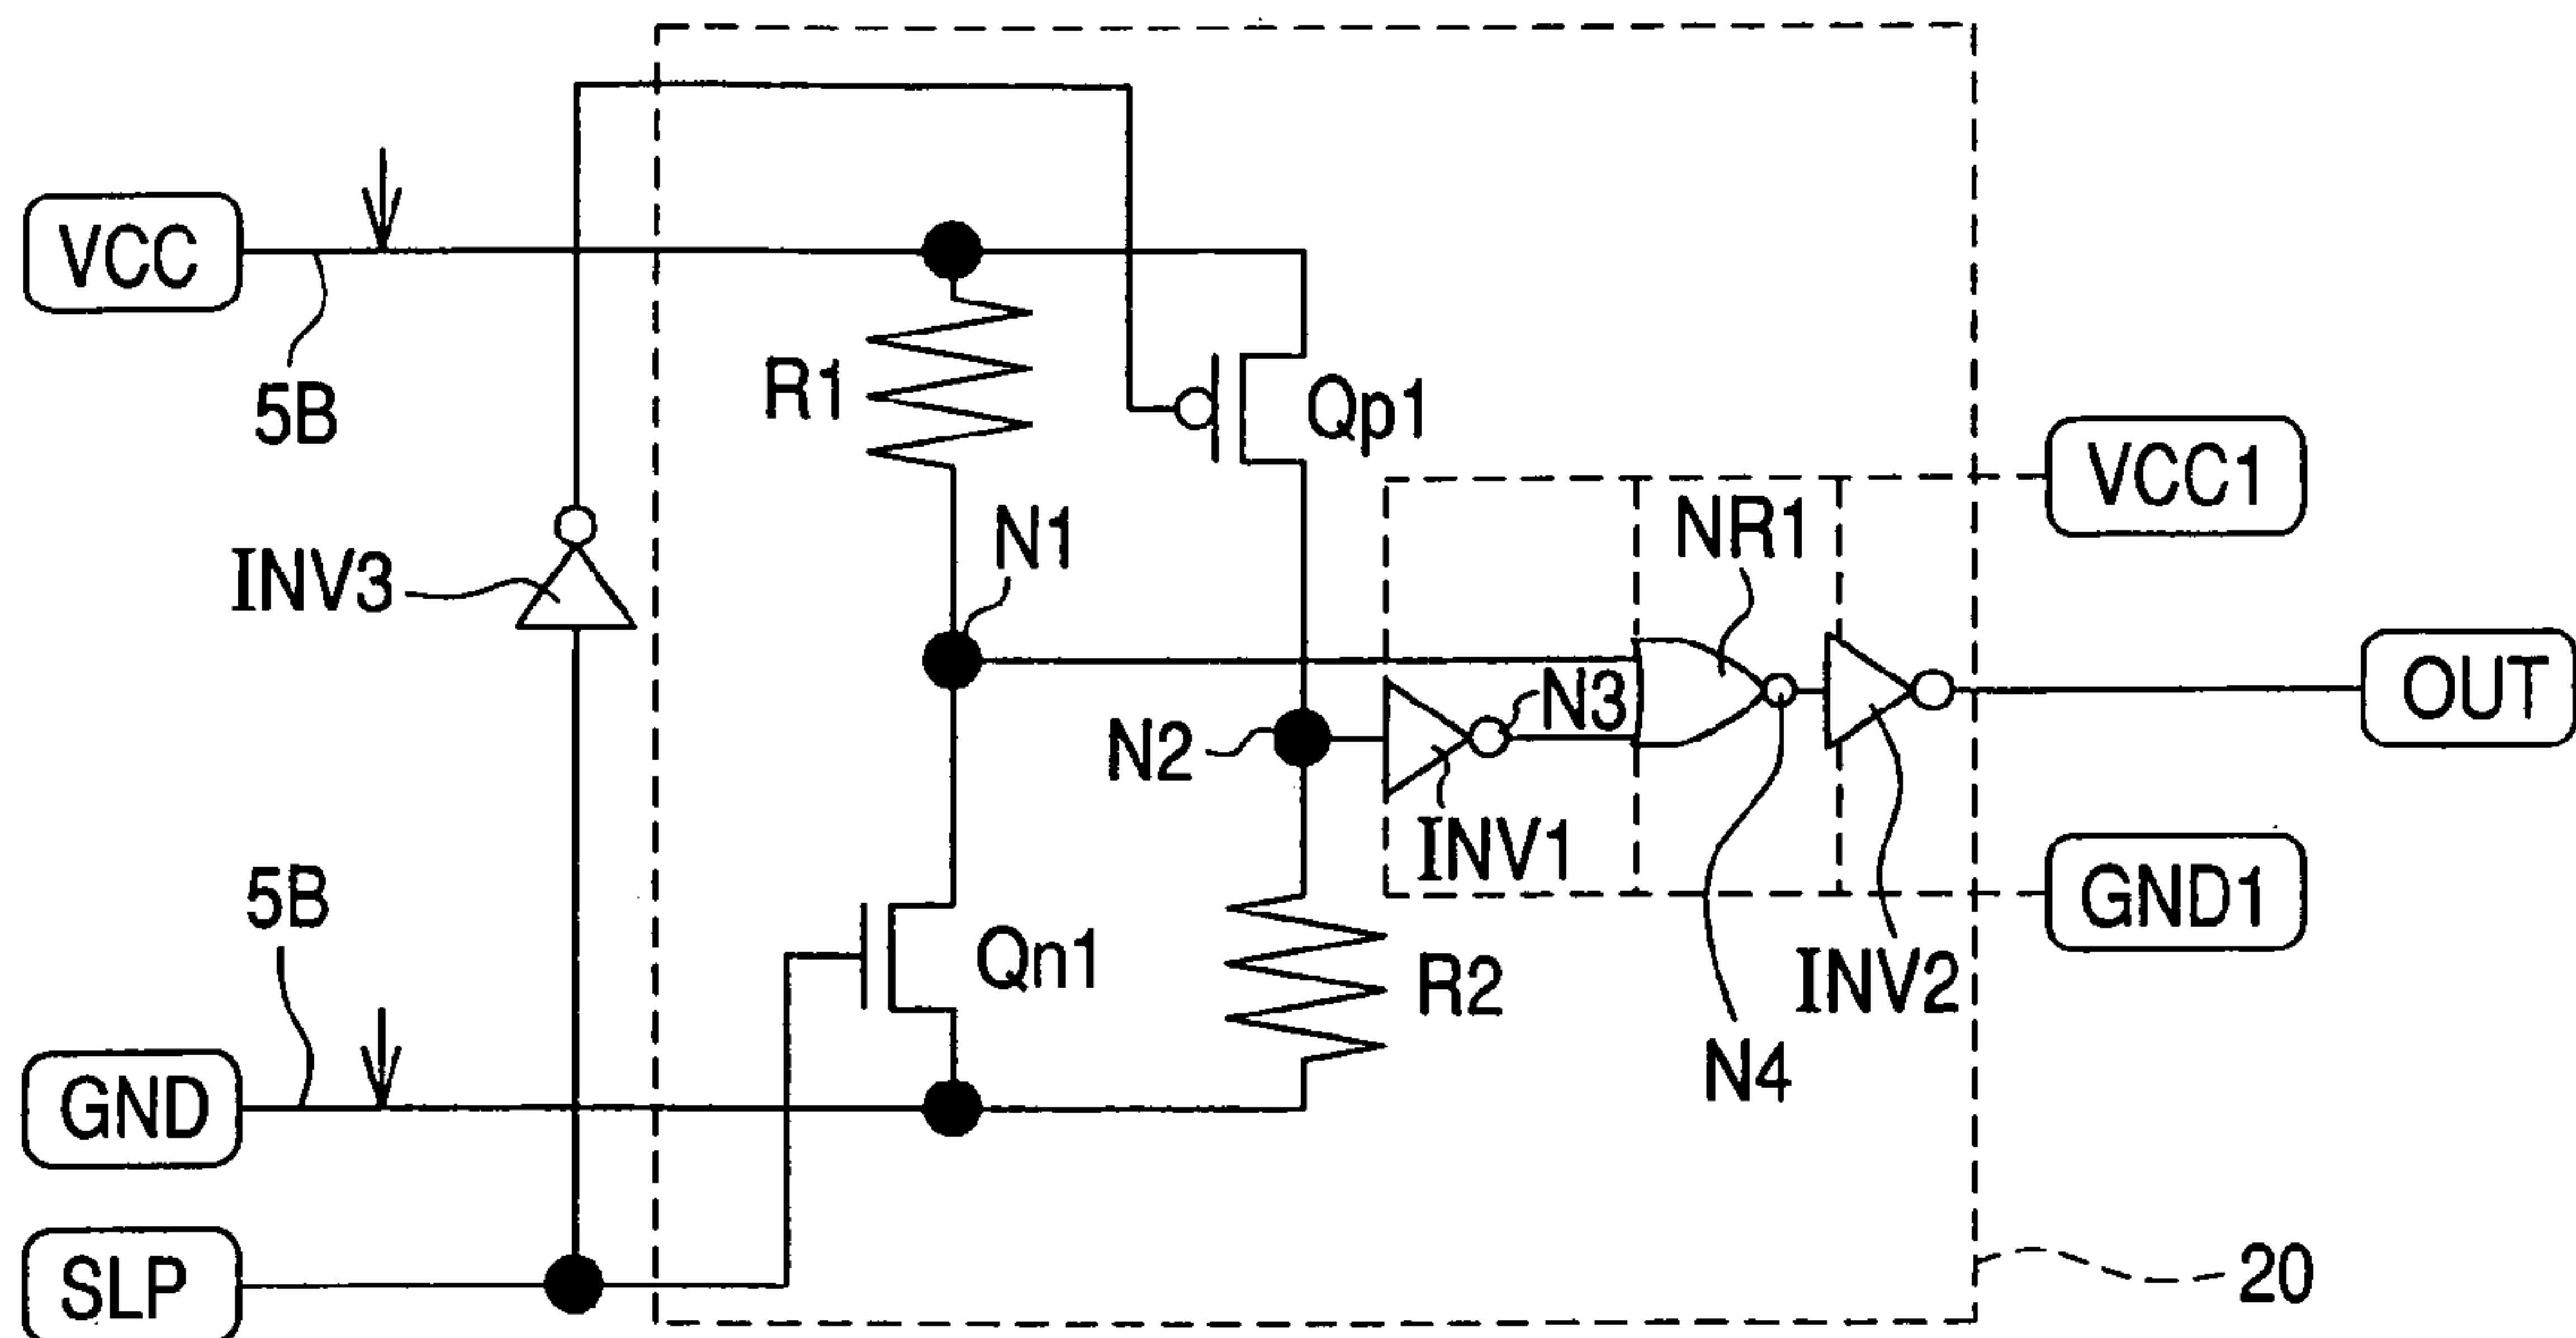 VCC
5B
R1
Qp1
VCC1
N1
NR1
INV3
N3
OUT
N2
INV1
5B
GND1
Qn1
R2
INV2
N4
GND
20
SLP